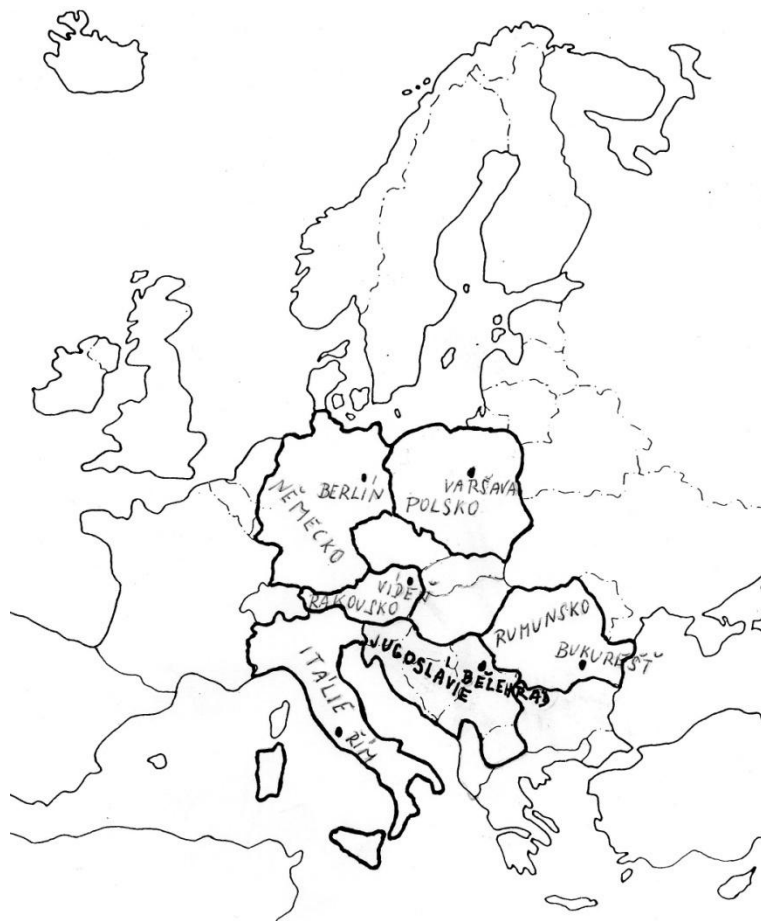 BERLÍN
NĚMECKO
VARŠAVA
POLSKO
VÍDEŇ
RAKOUSKO
RUMUNSKO
BUKUREŠŤ
JUGOSLAVIE
BĚLEHRAD
ITÁLIE
ŘÍM